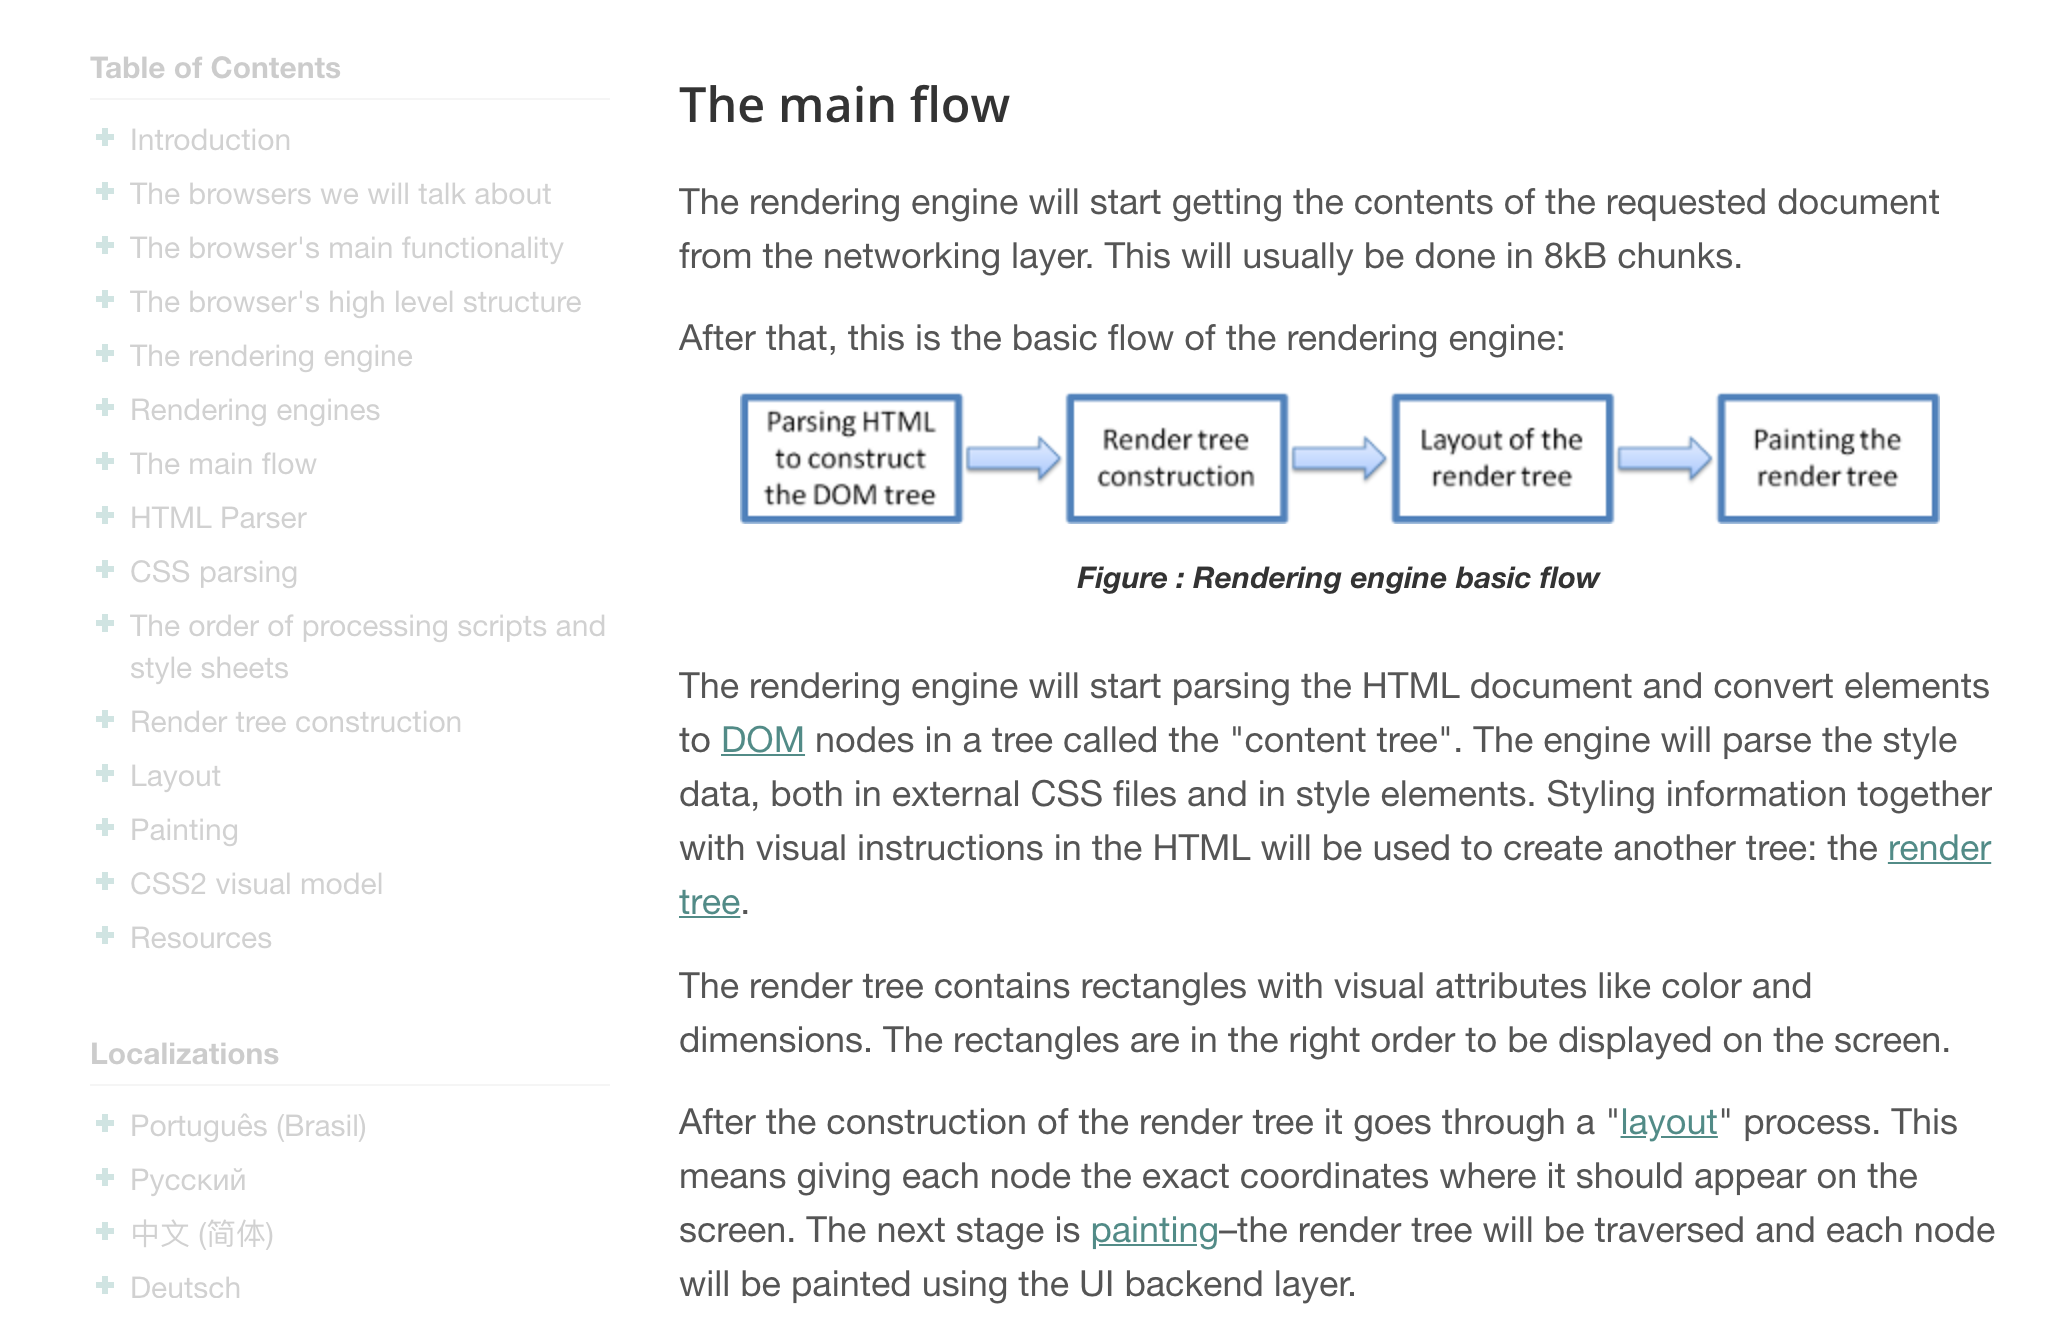 Table of Contents
Introduction
The browsers we will talk about
The browser's main functionality
The browser's high level structure
The rendering engine
Rendering engines
The main flow
HTML Parser
CSS parsing
The order of processing scripts and
style sheets
Render tree construction
Layout
Painting
CSS2 visual model
Resources
Localizations
Português (Brasil)
Русский
中文 (简体)
Deutsch
The main flow
The rendering engine will start getting the contents of the requested document
from the networking layer. This will usually be done in 8kB chunks.
After that, this is the basic flow of the rendering engine:
Parsing HTML
to construct
the DOM tree
Render tree
construction
Layout of the
render tree
Painting the
render tree
Figure : Rendering engine basic flow
The rendering engine will start parsing the HTML document and convert elements
to DOM nodes in a tree called the "content tree". The engine will parse the style
data, both in external CSS files and in style elements. Styling information together
with visual instructions in the HTML will be used to create another tree: the render
tree.
The render tree contains rectangles with visual attributes like color and
dimensions. The rectangles are in the right order to be displayed on the screen.
After the construction of the render tree it goes through a "layout" process. This
means giving each node the exact coordinates where it should appear on the
screen. The next stage is painting–the render tree will be traversed and each node
will be painted using the UI backend layer.